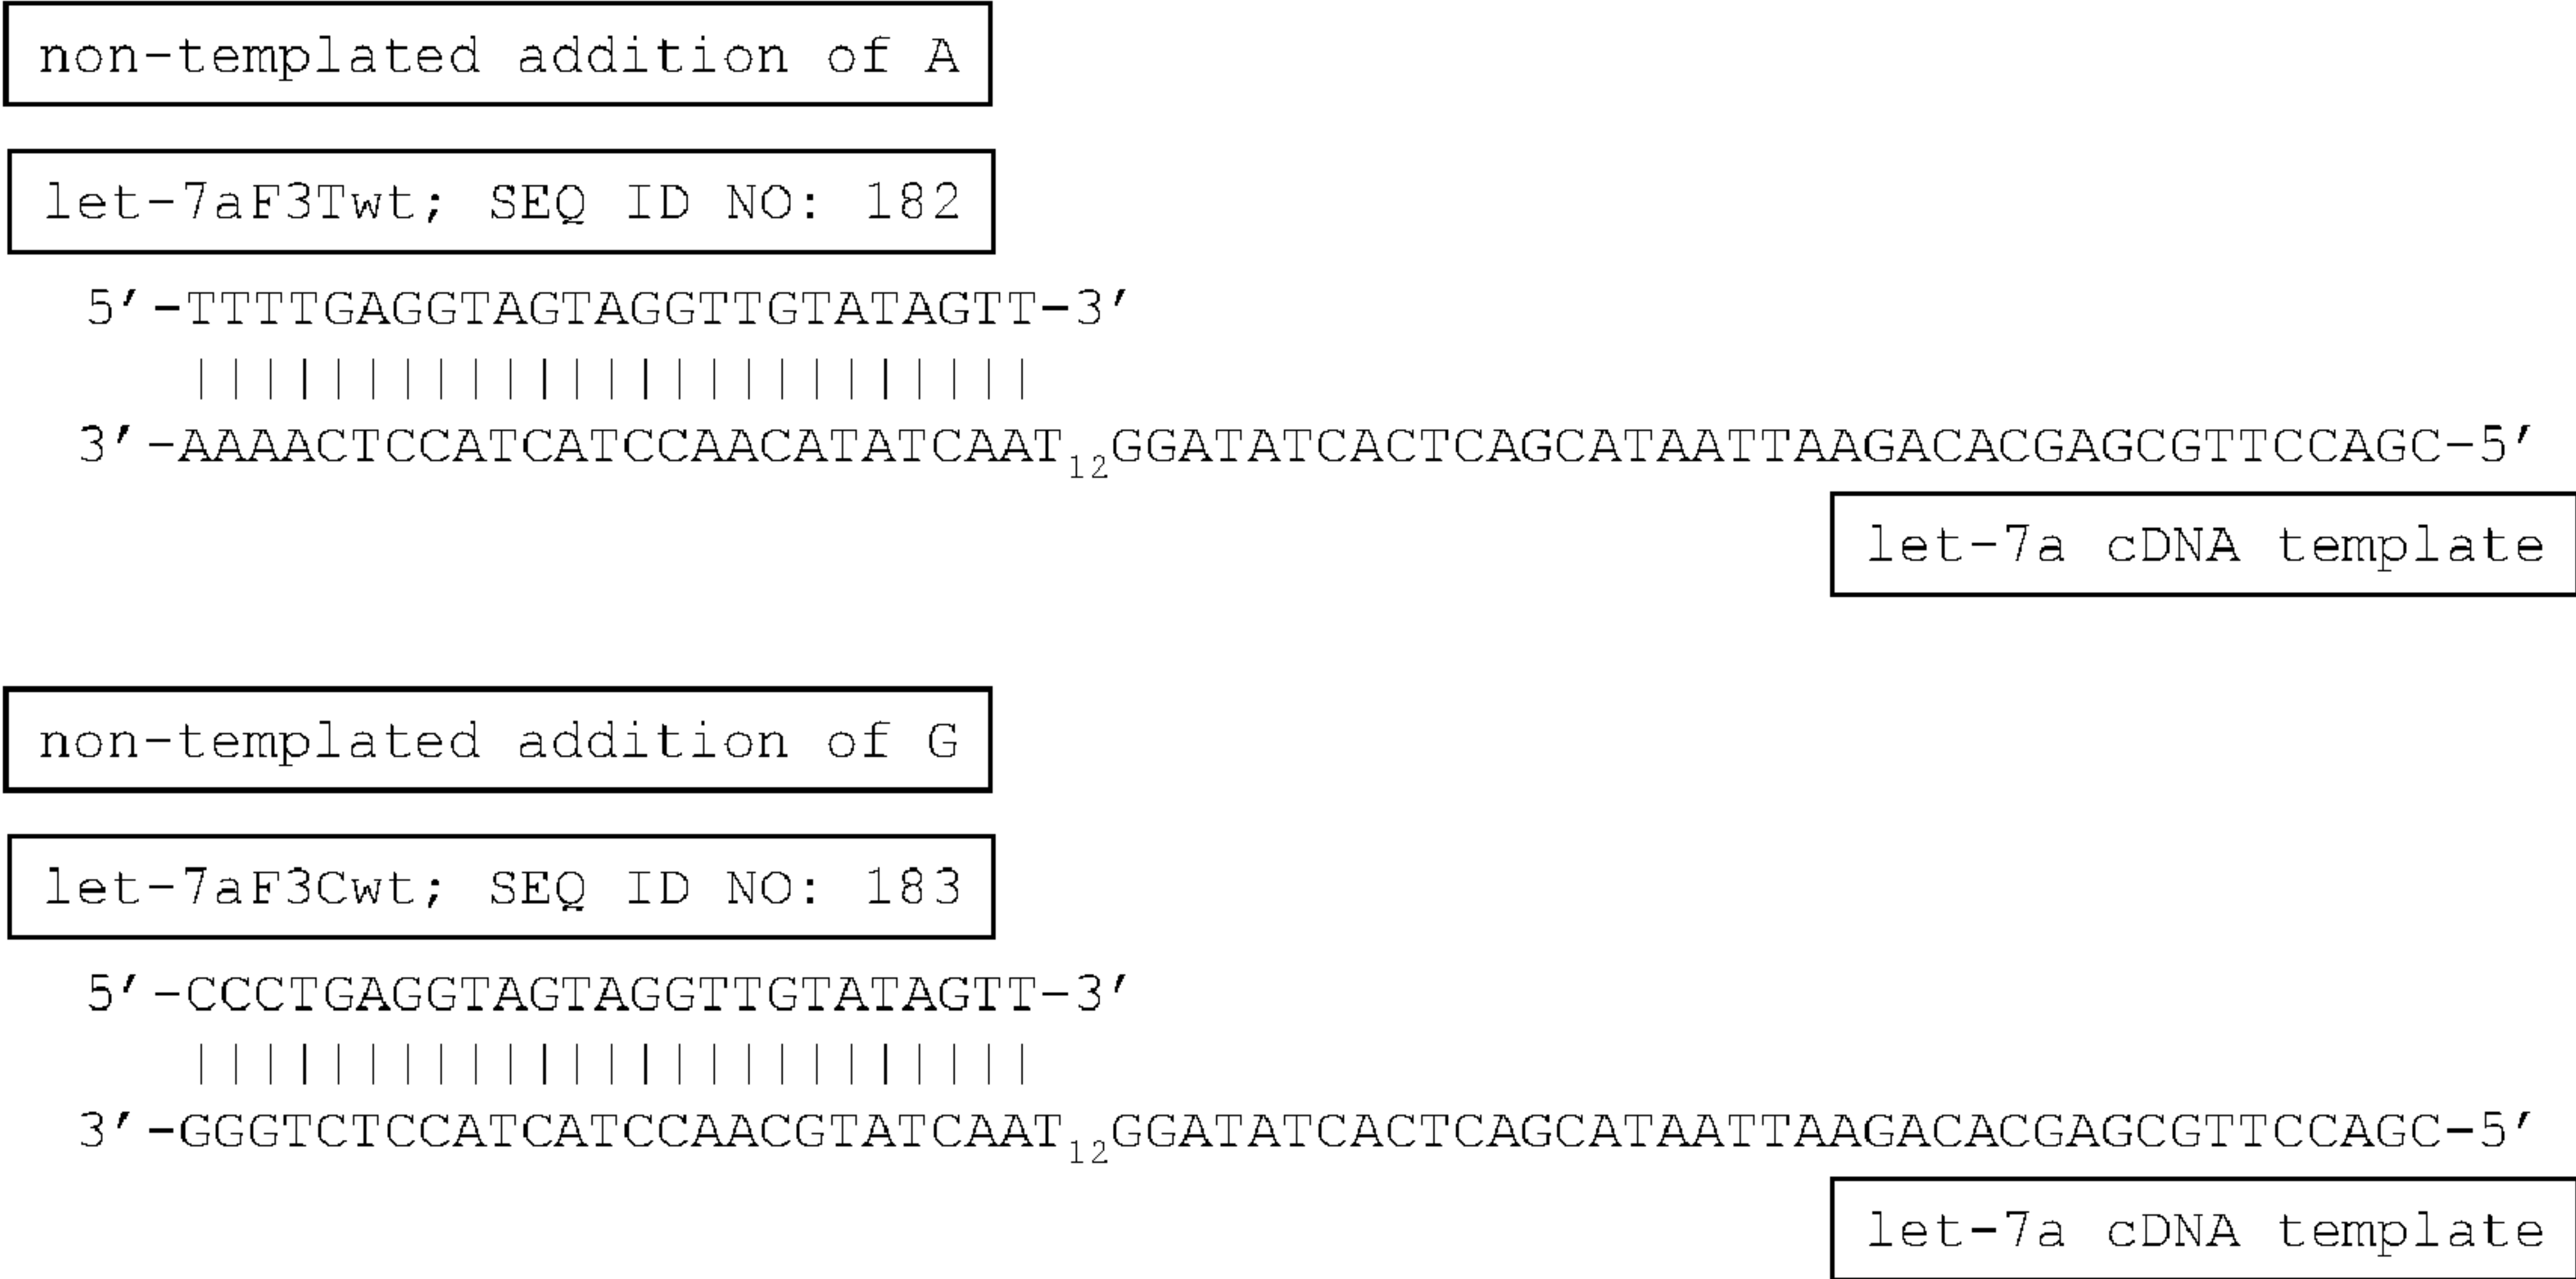 non-templated addition of A
let-7aF3Twt; SEQ ID NO: 182
5′-TTTTGAGGTAGTAGGTTGTATAGTT-3′
3′-AAAACTCCATCATCCAACATATCAAT₁₂GGATATCACTCAGCATAATTAAGACACGAGCGTTCCAGC-5′
let-7a cDNA template
non-templated addition of G
let-7aF3Cwt; SEQ ID NO: 183
5′-CCCTGAGGTAGTAGGTTGTATAGTT-3′
3′-GGGTCTCCATCATCCAACGTATCAAT₁₂GGATATCACTCAGCATAATTAAGACACGAGCGTTCCAGC-5′
let-7a cDNA template